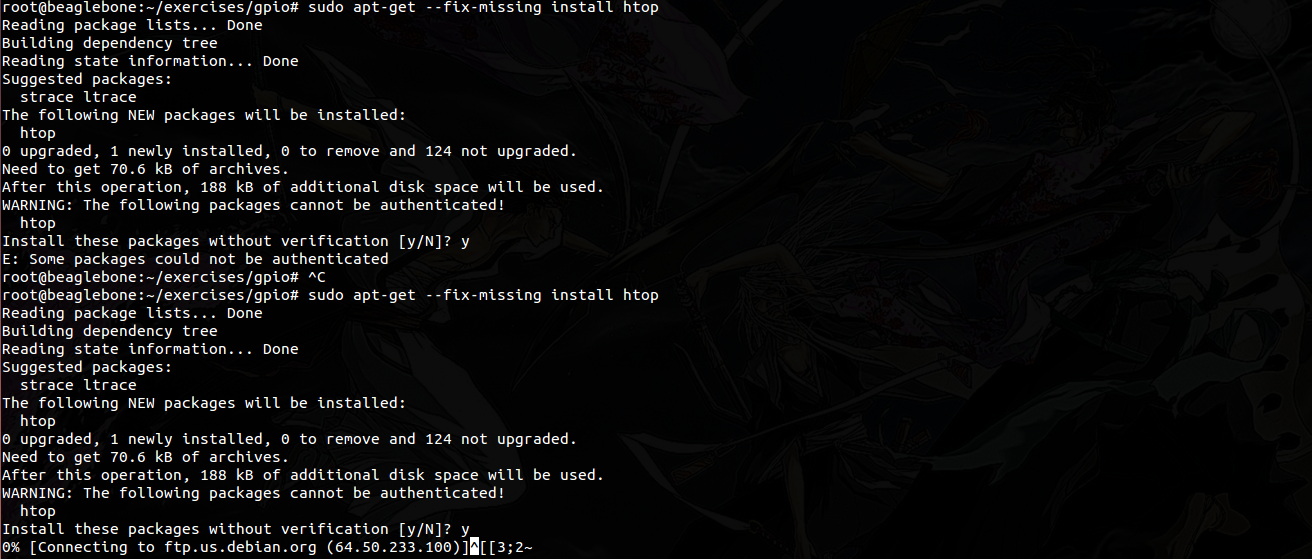 root@beaglebone:~/exercises/gpio# sudo apt-get --fix-missing install htop
Reading package lists... Done
Building dependency tree
Reading state information... Done
Suggested packages:
  strace ltrace
The following NEW packages will be installed:
  htop
0 upgraded, 1 newly installed, 0 to remove and 124 not upgraded.
Need to get 70.6 kB of archives.
After this operation, 188 kB of additional disk space will be used.
WARNING: The following packages cannot be authenticated!
  htop
Install these packages without verification [y/N]? y
E: Some packages could not be authenticated
root@beaglebone:~/exercises/gpio# ^C
root@beaglebone:~/exercises/gpio# sudo apt-get --fix-missing install htop
Reading package lists... Done
Building dependency tree
Reading state information... Done
Suggested packages:
  strace ltrace
The following NEW packages will be installed:
  htop
0 upgraded, 1 newly installed, 0 to remove and 124 not upgraded.
Need to get 70.6 kB of archives.
After this operation, 188 kB of additional disk space will be used.
WARNING: The following packages cannot be authenticated!
  htop
Install these packages without verification [y/N]? y
0% [Connecting to ftp.us.debian.org (64.50.233.100)]^[[3;2~